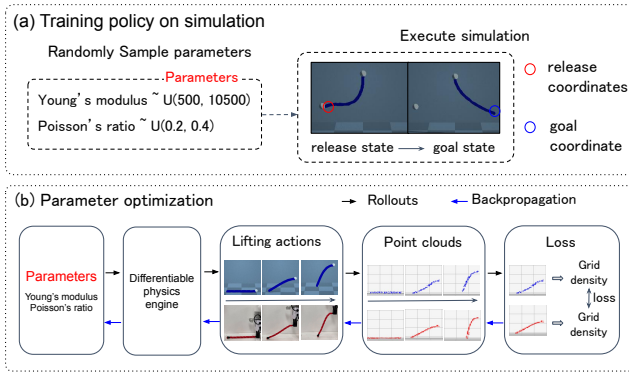 (a) Training policy on simulation
Randomly Sample parameters
Parameters
Young's modulus ~ U(500, 10500)
Poisson's ratio ~ U(0.2, 0.4)
Execute simulation
release state → goal state
release
coordinates
goal
coordinate
(b) Parameter optimization
Rollouts
Backpropagation
Parameters
Young's modulus
Poisson's ratio
Differentiable
physics
engine
Lifting actions
Point clouds
Loss
Grid
density
loss
Grid
density